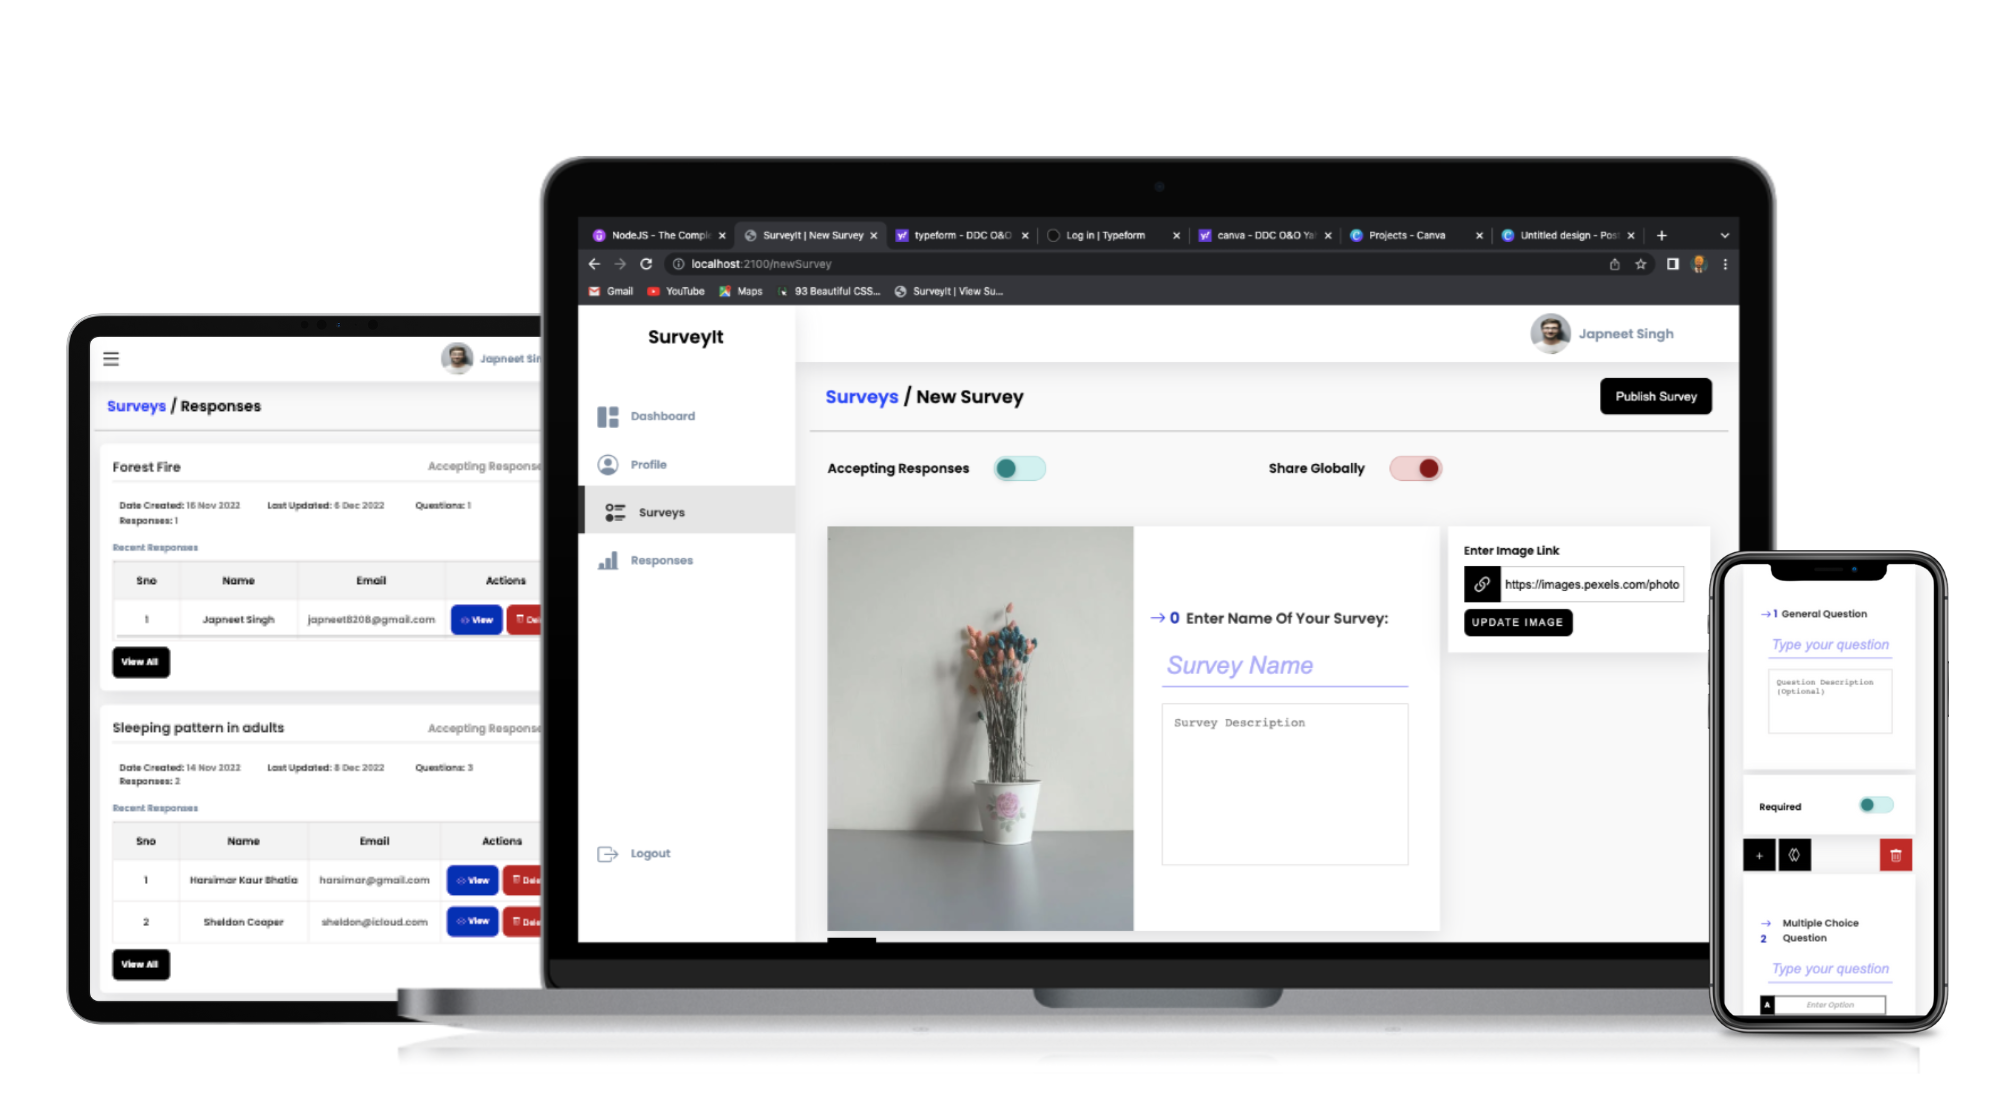 NodeJS - The Compl
SurveyIt | New Survey
typeform - DDC O&O
Log in | Typeform
canva - DDC O&O Ya
Projects - Canva
Untitled design - Pos
localhost:2100/newSurvey
Gmail
YouTube
Maps
93 Beautiful CSS...
SurveyIt | View Su...
SurveyIt
Japneet Singh
Dashboard
Profile
Surveys
Responses
Logout
Surveys / New Survey
Publish Survey
Accepting Responses
Share Globally
0 Enter Name Of Your Survey:
Survey Name
Survey Description
Enter Image Link
https://images.pexels.com/photo
UPDATE IMAGE
Japneet Sin
Surveys / Responses
Forest Fire
Accepting Response
Date Created: 16 Nov 2022 Last Updated: 6 Dec 2022 Questions: 1
Responses: 1
Recent Responses
Sno Name Email Actions
1 Japneet Singh japneet8208@gmail.com View Del
View All
Sleeping pattern in adults
Accepting Response
Date Created: 14 Nov 2022 Last Updated: 8 Dec 2022 Questions: 3
Responses: 2
Recent Responses
Sno Name Email Actions
1 Harsimar Kaur Bhatia harsimar@gmail.com View Dele
2 Sheldon Cooper sheldon@icloud.com View Dele
View All
1 General Question
Type your question
Question Description
(Optional)
Required
+
2 Multiple Choice
Question
Type your question
A Enter Option